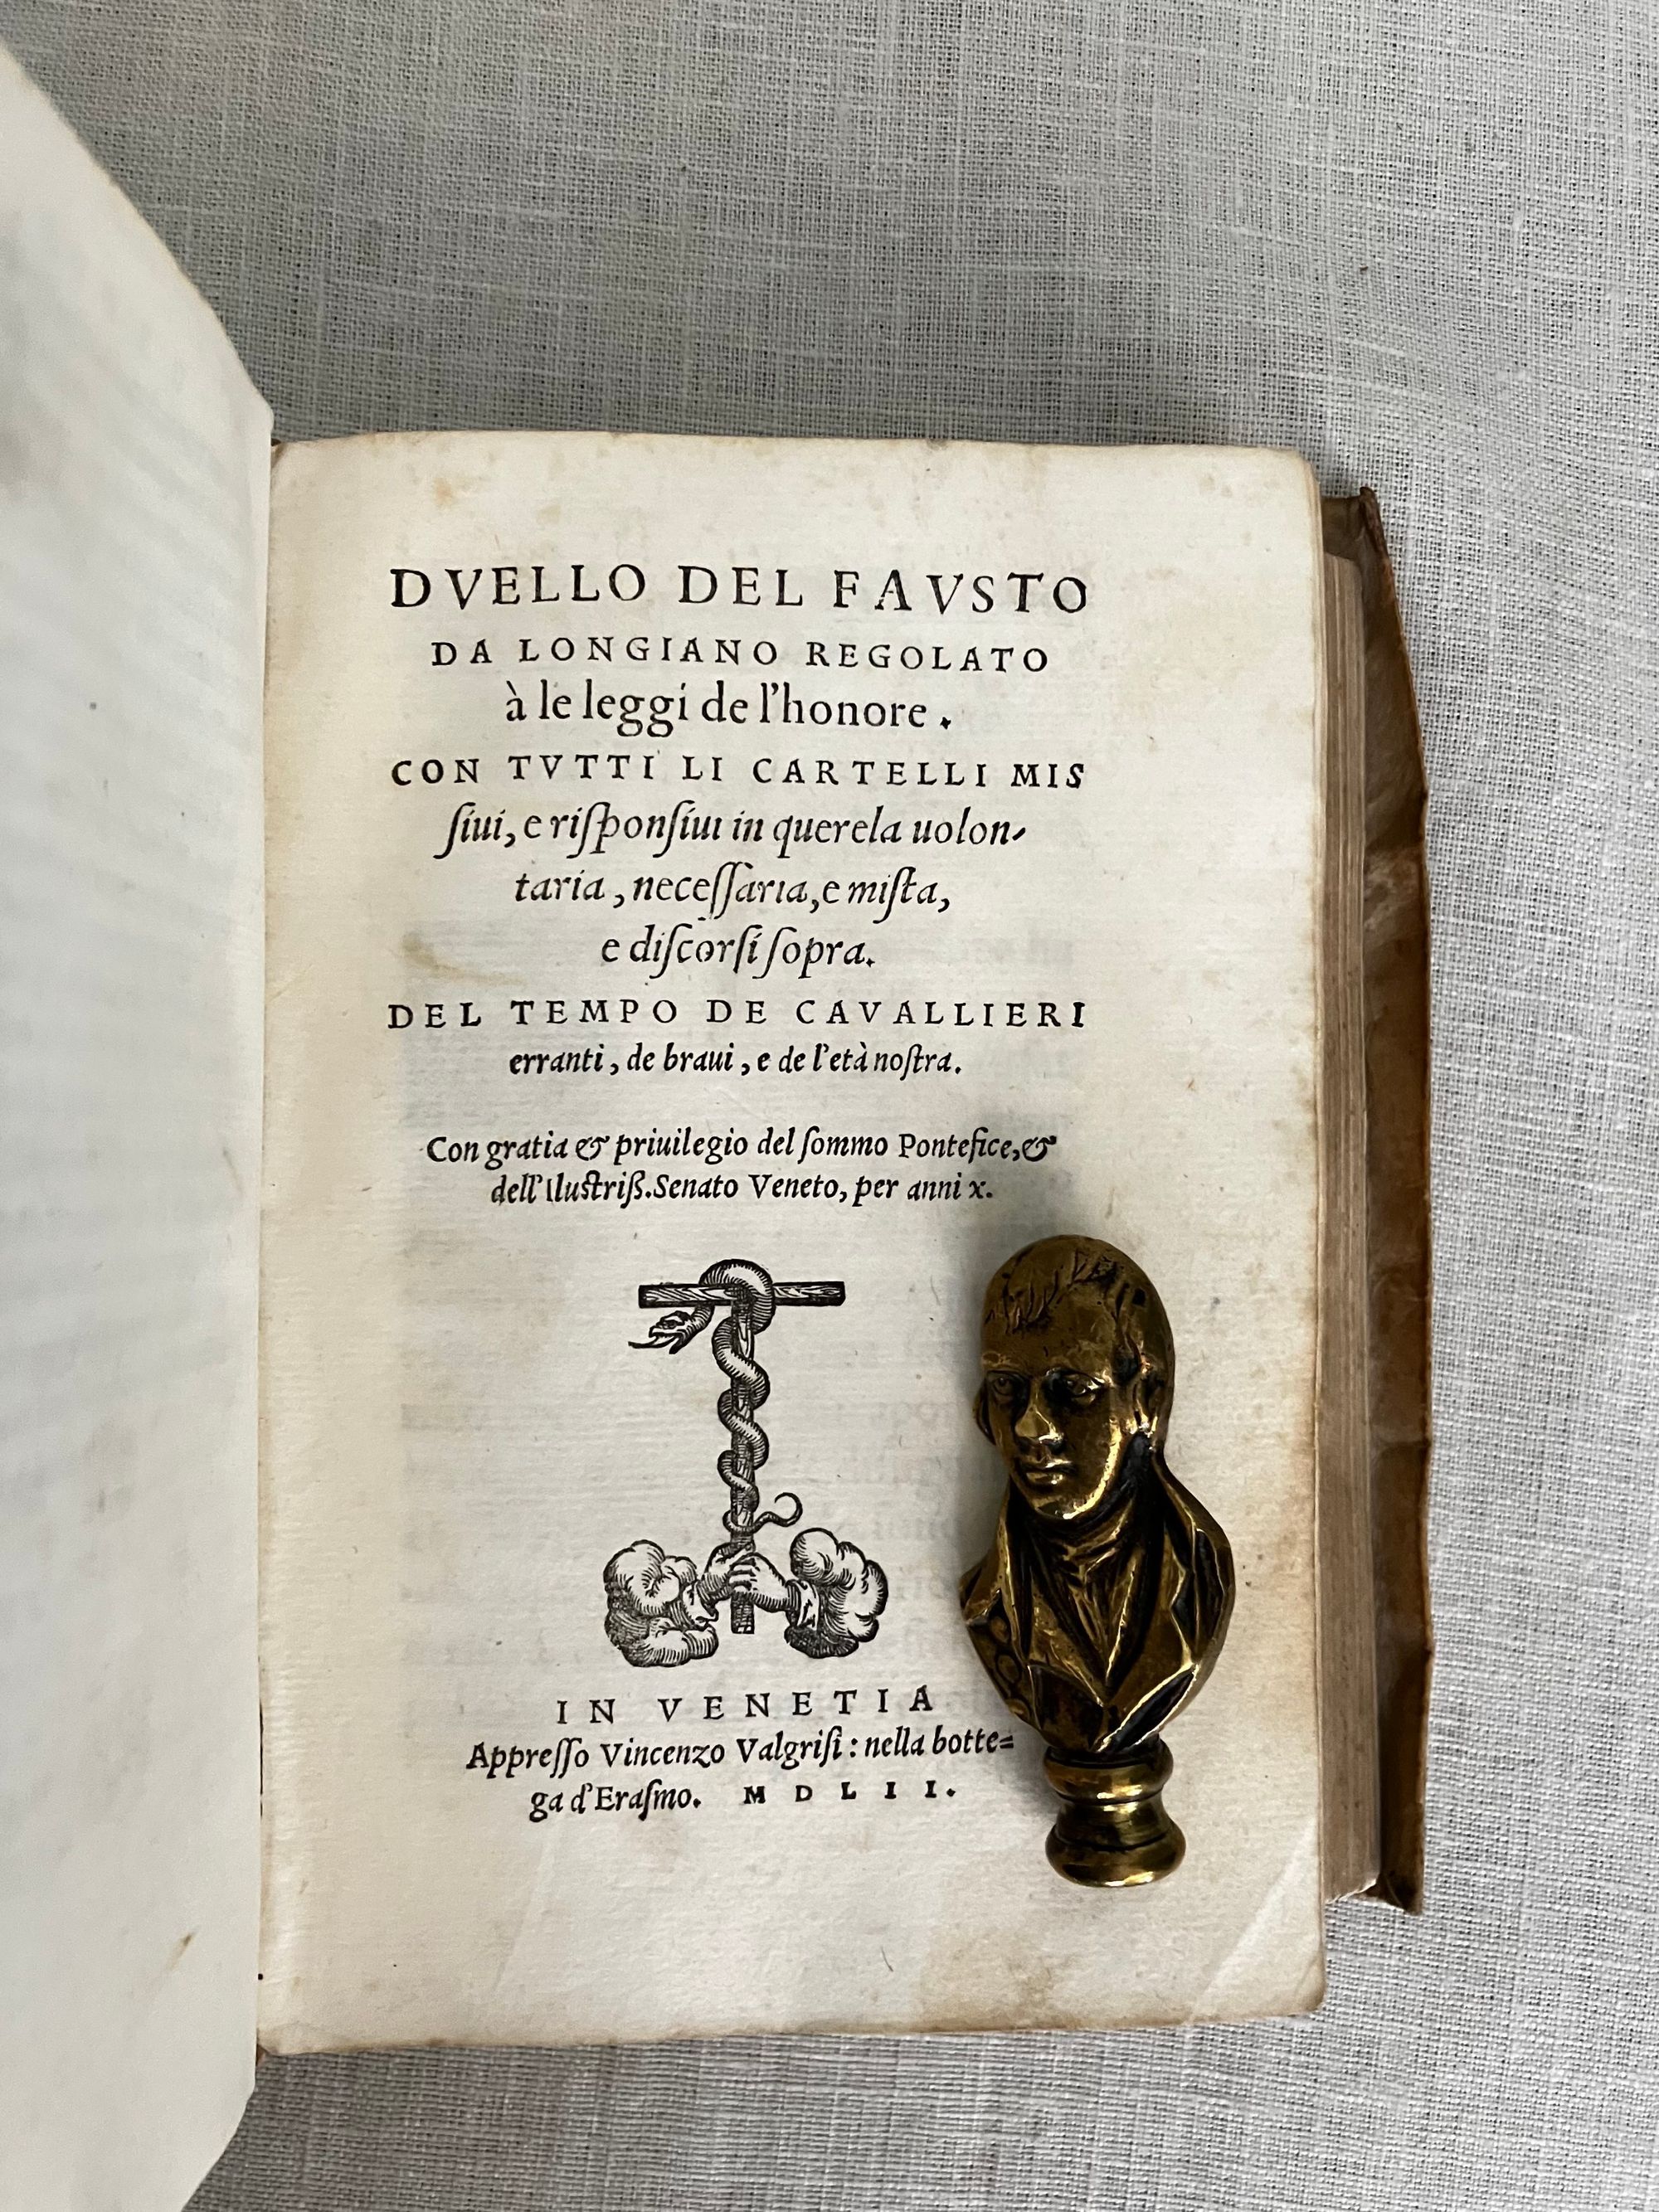 DVELLO DEL FAVSTO
DA LONGIANO REGOLATO
à le leggi de l'honore.
CON TVTTI LI CARTELLI MIS
ſiui, e riſponſiui in querela uolon-
taria, neceſſaria, e miſta,
e diſcorſi ſopra.
DEL TEMPO DE CAVALLIERI
erranti, de braui, e de l'età noſtra.
Con gratia & priuilegio del ſommo Pontefice, &
dell'Iluſtriß. Senato Veneto, per anni x.
IN VENETIA
Appreſſo Vincenzo Valgriſi: nella botte=
ga d'Eraſmo. MDLII.